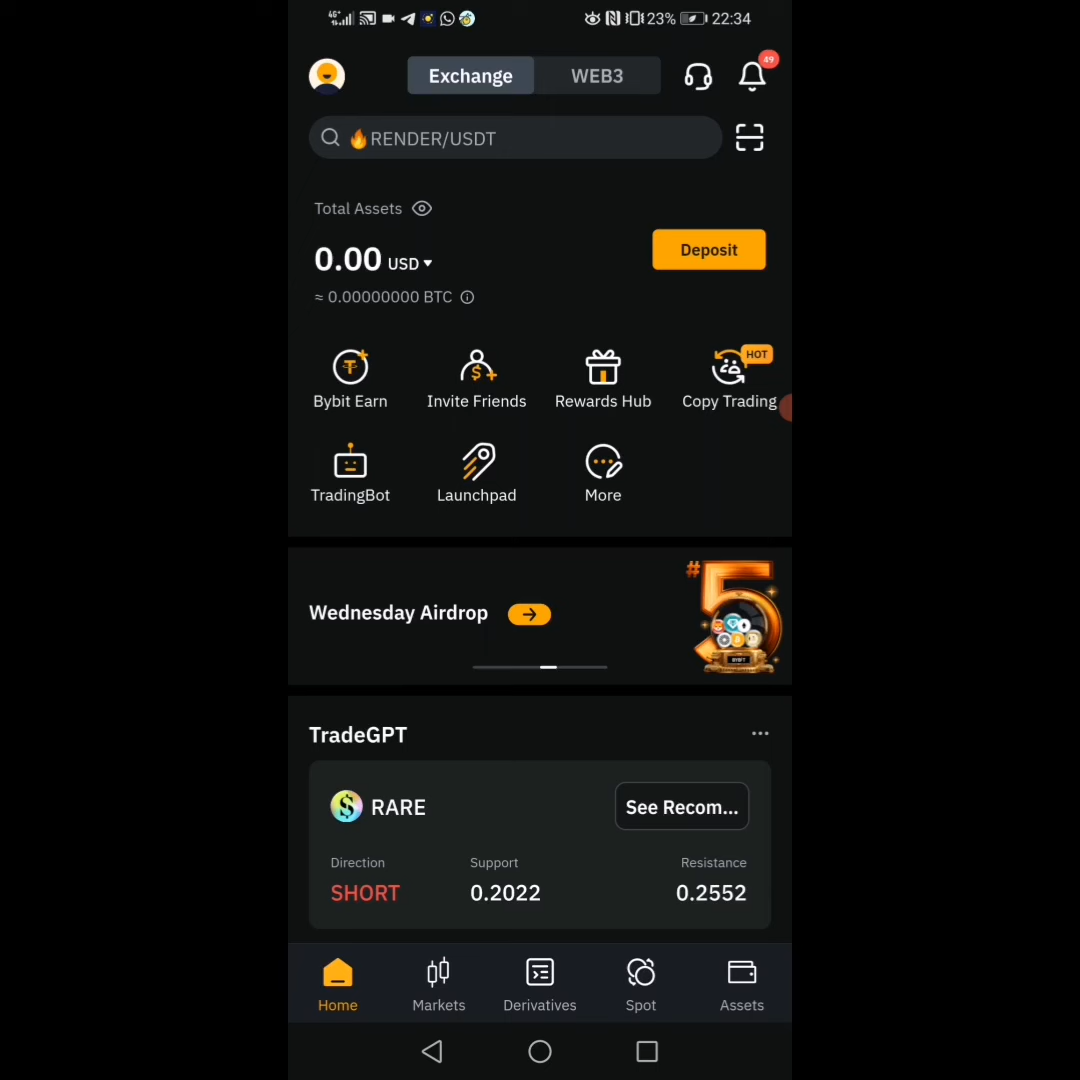 4G 23% 22:34
Exchange WEB3 49
🔥RENDER/USDT
Total Assets
0.00 USD
Deposit
≈ 0.00000000 BTC
HOT
Bybit Earn Invite Friends Rewards Hub Copy Trading
TradingBot Launchpad More
#5
Wednesday Airdrop
BYBIT
TradeGPT
RARE See Recom...
Direction Support Resistance
SHORT 0.2022 0.2552
Home Markets Derivatives Spot Assets